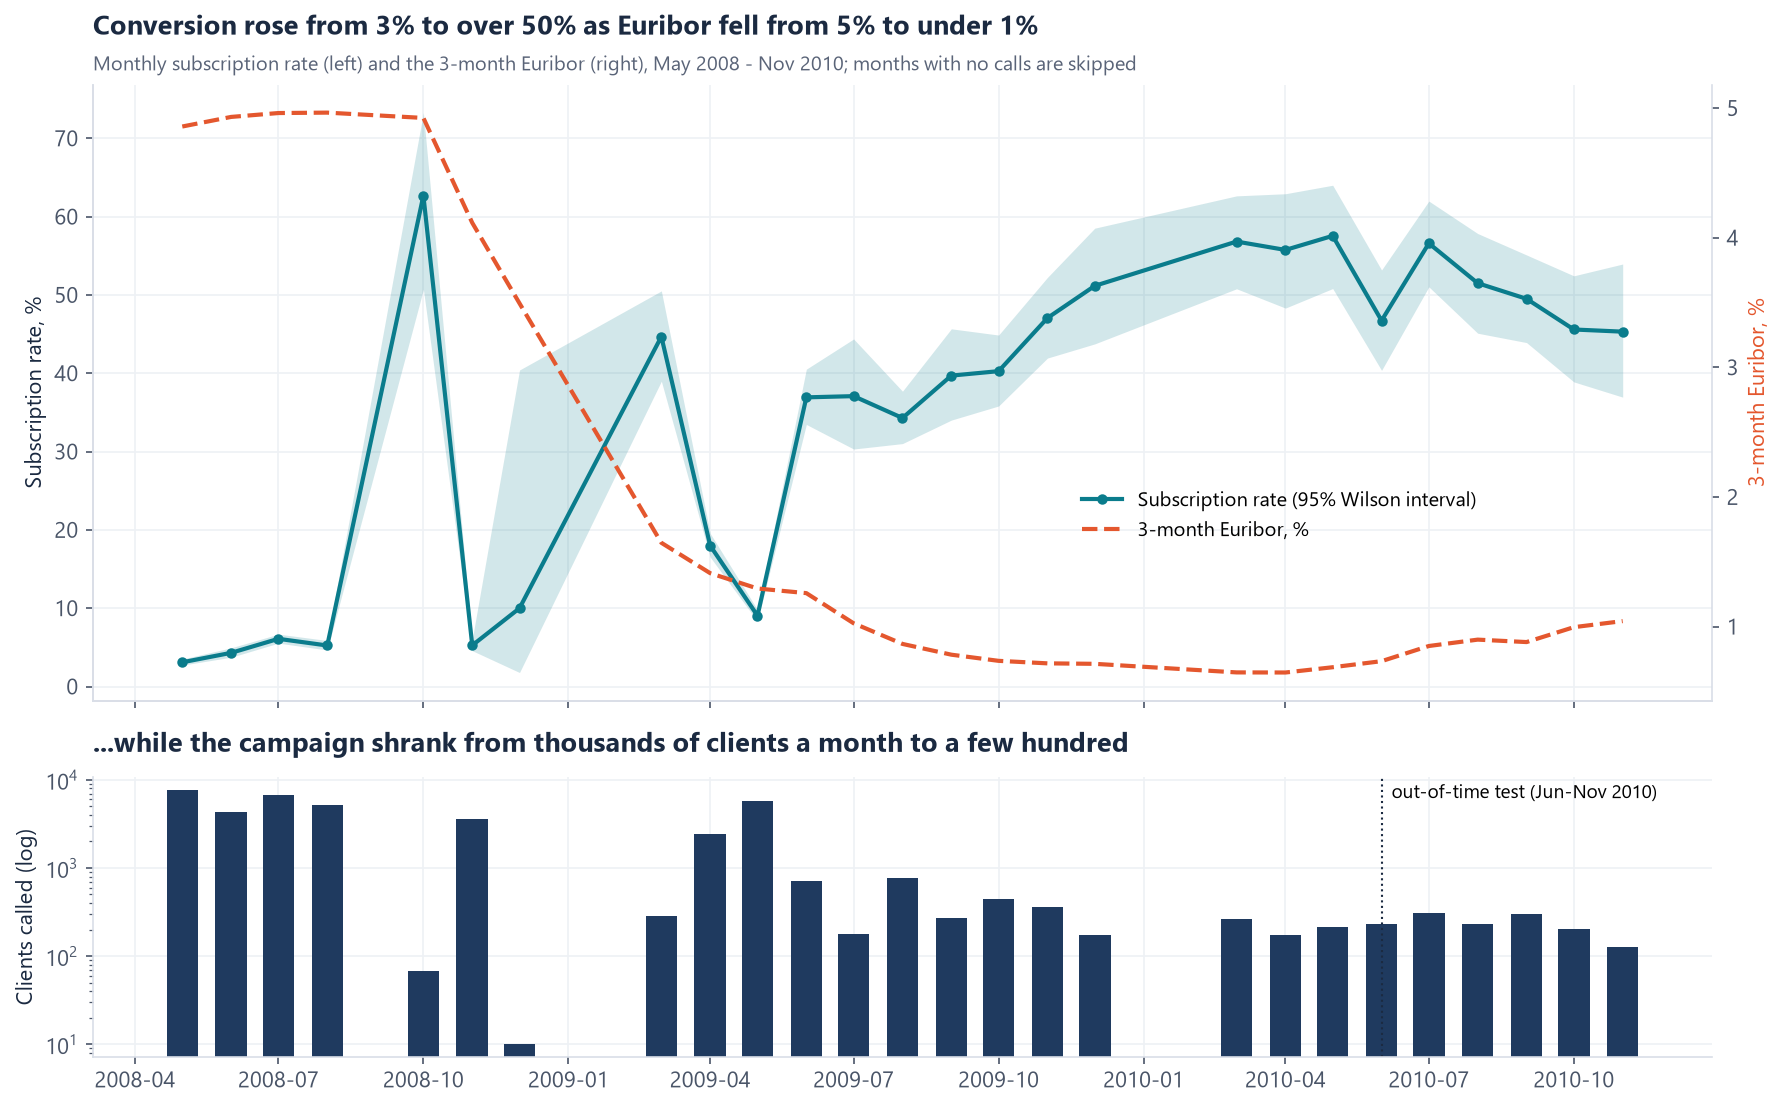 Conversion rose from 3% to over 50% as Euribor fell from 5% to under 1%
Monthly subscription rate (left) and the 3-month Euribor (right), May 2008 - Nov 2010; months with no calls are skipped
Subscription rate, %
70
60
50
40
30
20
10
0
5
4
3
2
1
3-month Euribor, %
Subscription rate (95% Wilson interval)
3-month Euribor, %
...while the campaign shrank from thousands of clients a month to a few hundred
Clients called (log)
10⁴
10³
10²
10¹
out-of-time test (Jun-Nov 2010)
2008-04 2008-07 2008-10 2009-01 2009-04 2009-07 2009-10 2010-01 2010-04 2010-07 2010-10